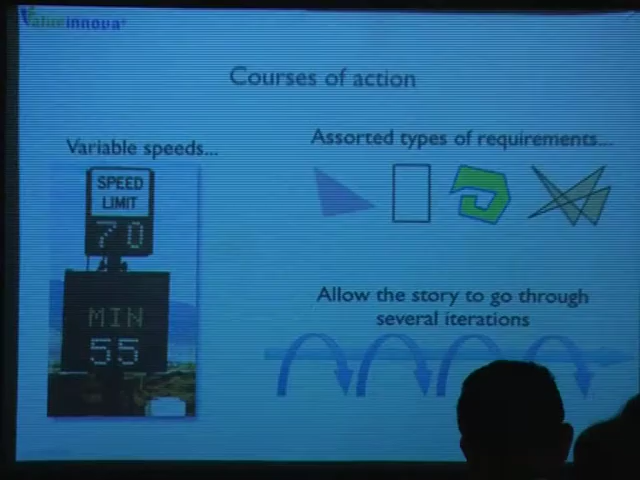 Valueinnova
Courses of action
Variable speeds...
Assorted types of requirements...
SPEED
LIMIT
70
MIN
55
Allow the story to go through
several iterations